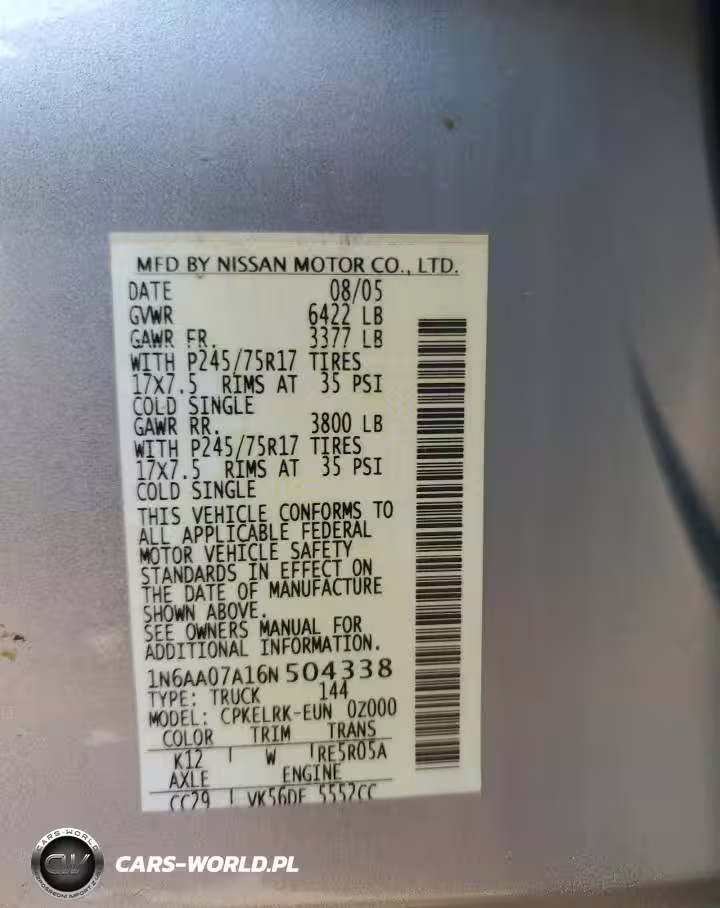 MFD BY NISSAN MOTOR CO., LTD.
DATE 08/05
GVWR 6422 LB
GAWR FR. 3377 LB
WITH P245/75R17 TIRES
17X7.5 RIMS AT 35 PSI
COLD SINGLE
GAWR RR. 3800 LB
WITH P245/75R17 TIRES
17X7.5 RIMS AT 35 PSI
COLD SINGLE
THIS VEHICLE CONFORMS TO
ALL APPLICABLE FEDERAL
MOTOR VEHICLE SAFETY
STANDARDS IN EFFECT ON
THE DATE OF MANUFACTURE
SHOWN ABOVE.
SEE OWNERS MANUAL FOR
ADDITIONAL INFORMATION.
1N6AA07A16N504338
TYPE: TRUCK 144
MODEL: CPKELRK-EUN 0Z000
COLOR TRIM TRANS
K12 W RE5R05A
AXLE ENGINE
CC29 VK56DE 5552CC
CARS-WORLD
CW
CARS-WORLD.PL